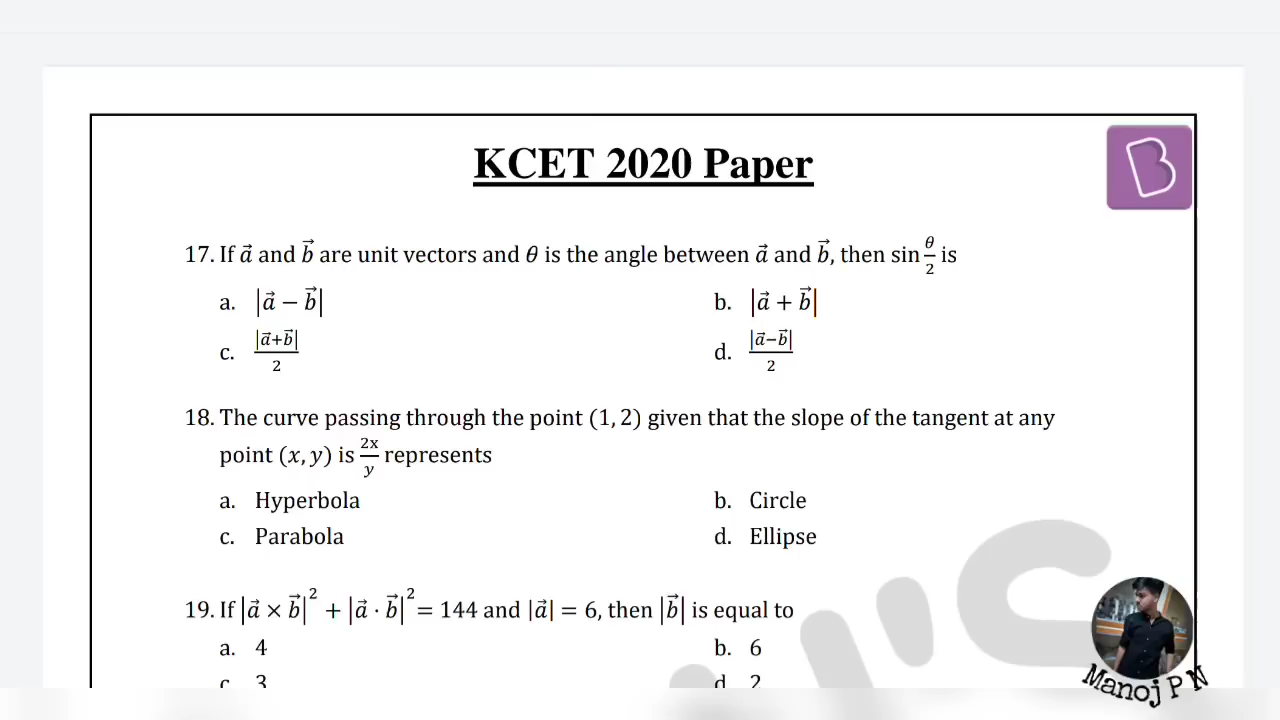 KCET 2020 Paper
17. If a⃗ and b⃗ are unit vectors and θ is the angle between a⃗ and b⃗, then sin θ/2 is
a. |a⃗ − b⃗|
b. |a⃗ + b⃗|
c. |a⃗+b⃗|/2
d. |a⃗−b⃗|/2
18. The curve passing through the point (1, 2) given that the slope of the tangent at any
point (x, y) is 2x/y represents
a. Hyperbola
b. Circle
c. Parabola
d. Ellipse
19. If |a⃗ × b⃗|² + |a⃗ · b⃗|² = 144 and |a⃗| = 6, then |b⃗| is equal to
a. 4
b. 6
c. 3
d. 2
B
Manoj P N